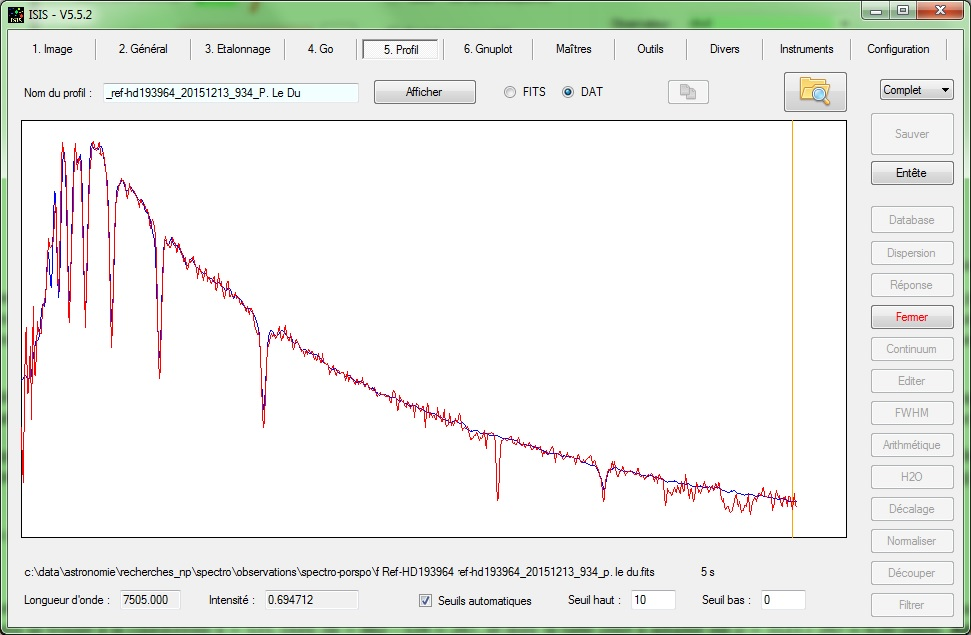 ISIS - V5.5.2
1. Image 2. Général 3. Etalonnage 4. Go 5. Profil 6. Gnuplot Maîtres Outils Divers Instruments Configuration
Nom du profil : _ref-hd193964_20151213_934_P. Le Du Afficher FITS DAT Complet
Sauver
Entête
Database
Dispersion
Réponse
Fermer
Continuum
Editer
FWHM
Arithmétique
H2O
Décalage
Normaliser
Découper
Filtrer
c:\data\astronomie\recherches_np\spectro\observations\spectro-porspo\f Ref-HD193964 ref-hd193964_20151213_934_p. le du.fits 5 s
Longueur d'onde : 7505.000 Intensité : 0.694712 Seuils automatiques Seuil haut : 10 Seuil bas : 0